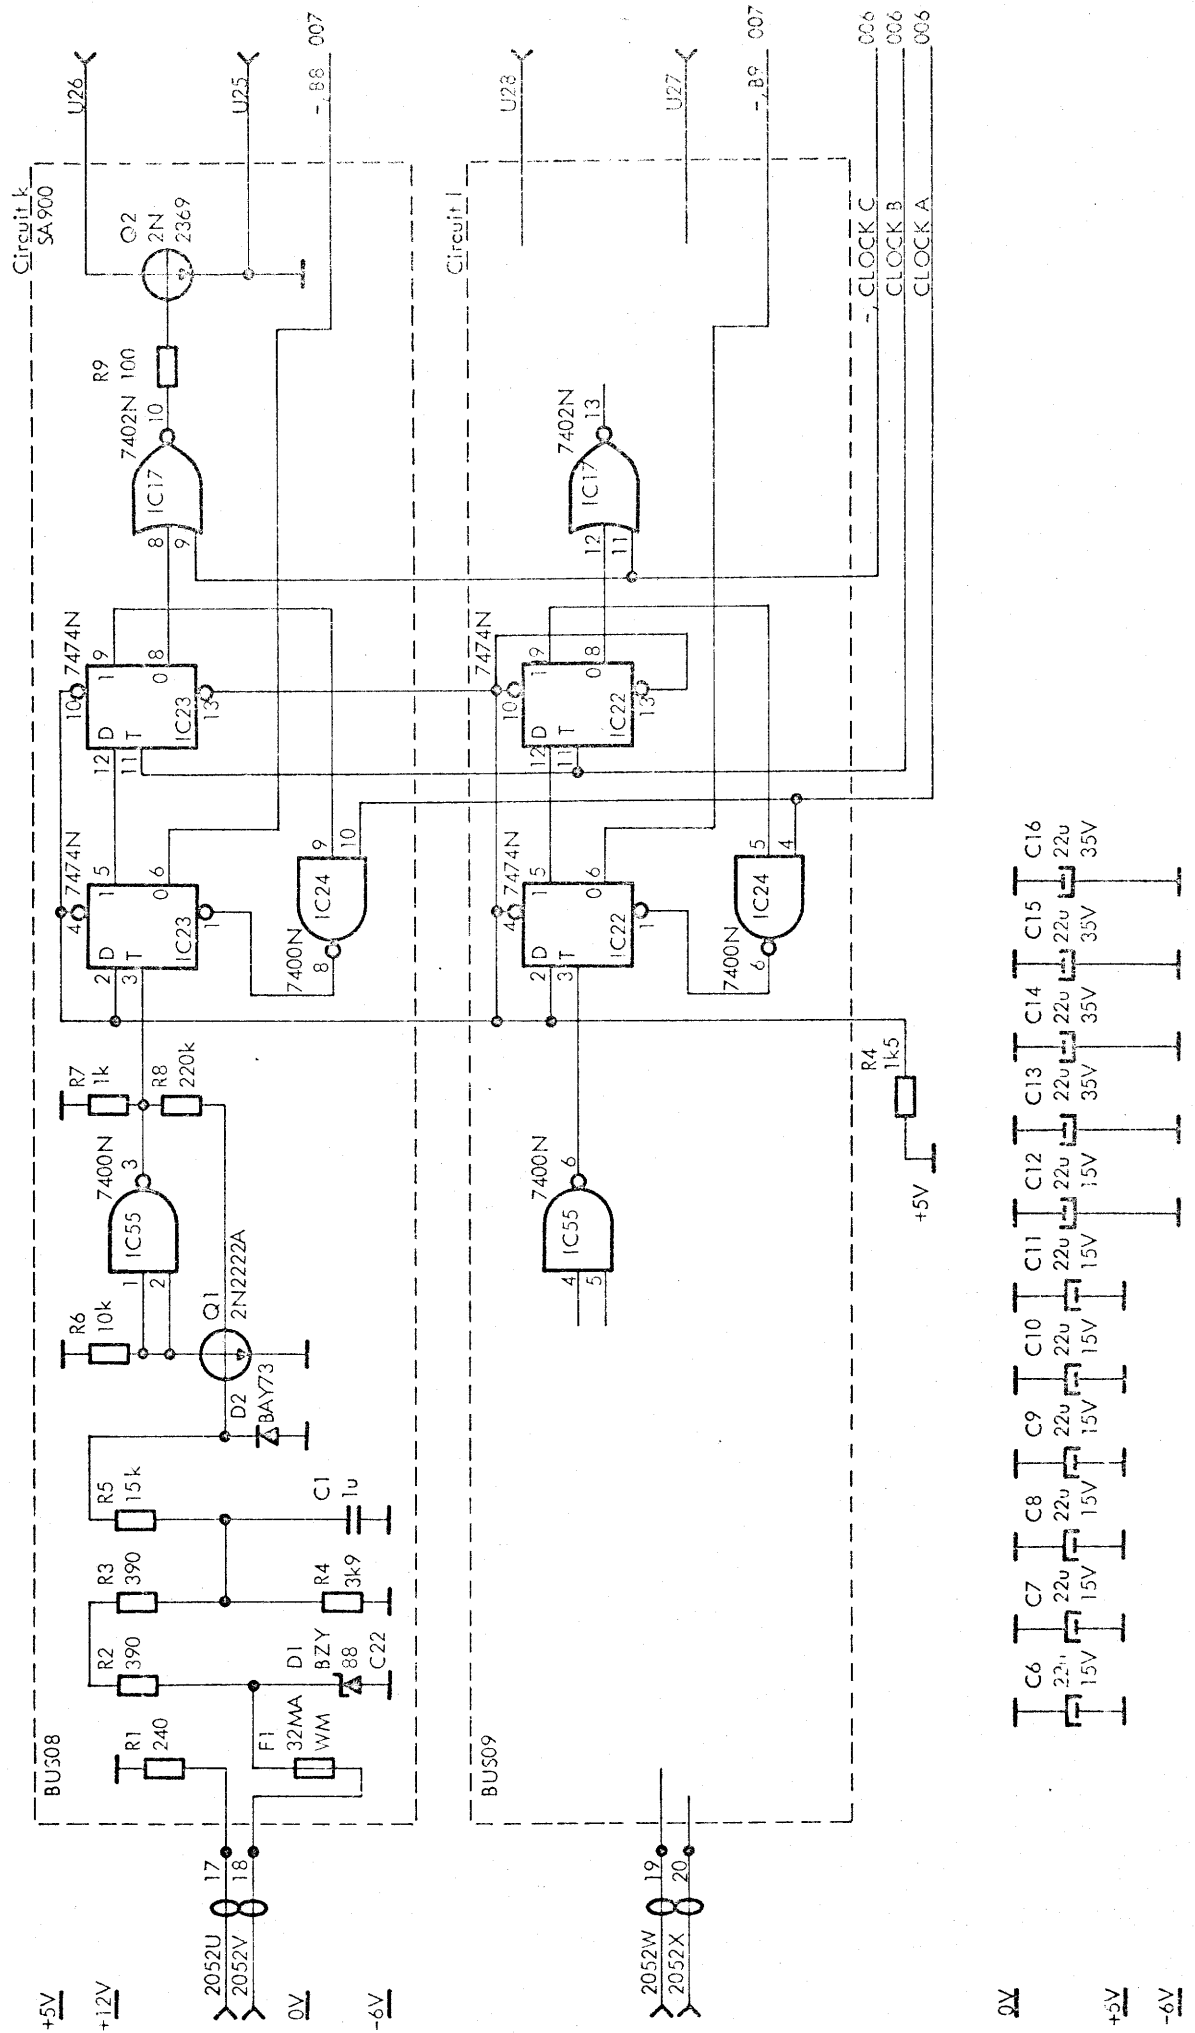 +5V
+12V
0V
-6V
2052U
2052V
17
18
BUS08
R1
240
F1
32MA
WM
R2
390
D1
BZY
88
C22
R3
390
R4
3k9
R5
15k
C1
1u
D2
BAY73
Q1
2N2222A
R6
10k
1
2
IC55
7400N
3
R7
1k
R8
220k
2
3
D
T
4
7474N
1
5
0
6
IC23
1
7400N
8
IC24
9
10
12
11
D
T
10
7474N
1
9
0
8
IC23
13
8
9
IC17
7402N
10
R9
100
Q2
2N
2369
Circuit k
SA900
U26
U25
-,B8
007
2052W
2052X
19
20
BUS09
4
5
IC55
7400N
6
2
3
D
T
4
7474N
1
5
0
6
IC22
1
7400N
6
IC24
5
4
12
11
D
T
10
7474N
1
9
0
8
IC22
13
12
11
IC17
7402N
13
Circuit l
U28
U27
-,B9
007
-,CLOCK C
006
CLOCK B
006
CLOCK A
006
+5V
R4
1k5
0V
+5V
-6V
C6
22u
15V
C7
22u
15V
C8
22u
15V
C9
22u
15V
C10
22u
15V
C11
22u
15V
C12
22u
15V
C13
22u
35V
C14
22u
35V
C15
22u
35V
C16
22u
35V